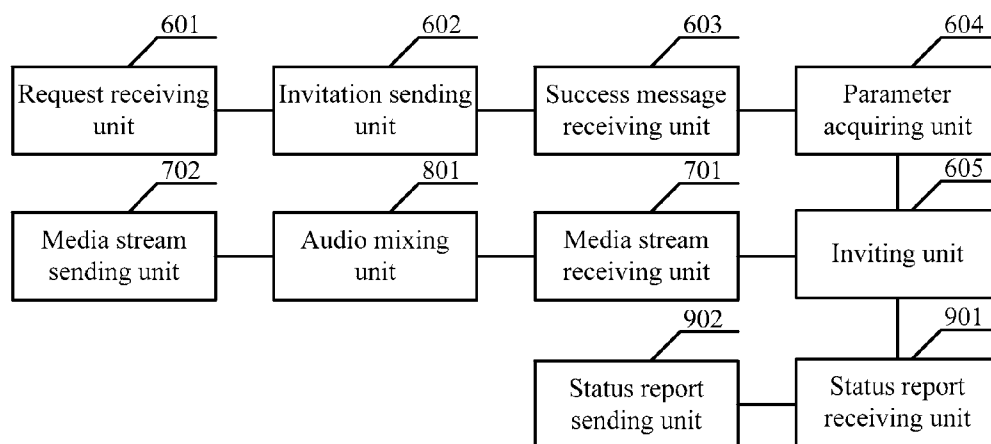 601
602
603
604
Request receiving
unit
Invitation sending
unit
Success message
receiving unit
Parameter
acquiring unit
702
801
701
605
Media stream
sending unit
Audio mixing
unit
Media stream
receiving unit
Inviting unit
902
901
Status report
sending unit
Status report
receiving unit